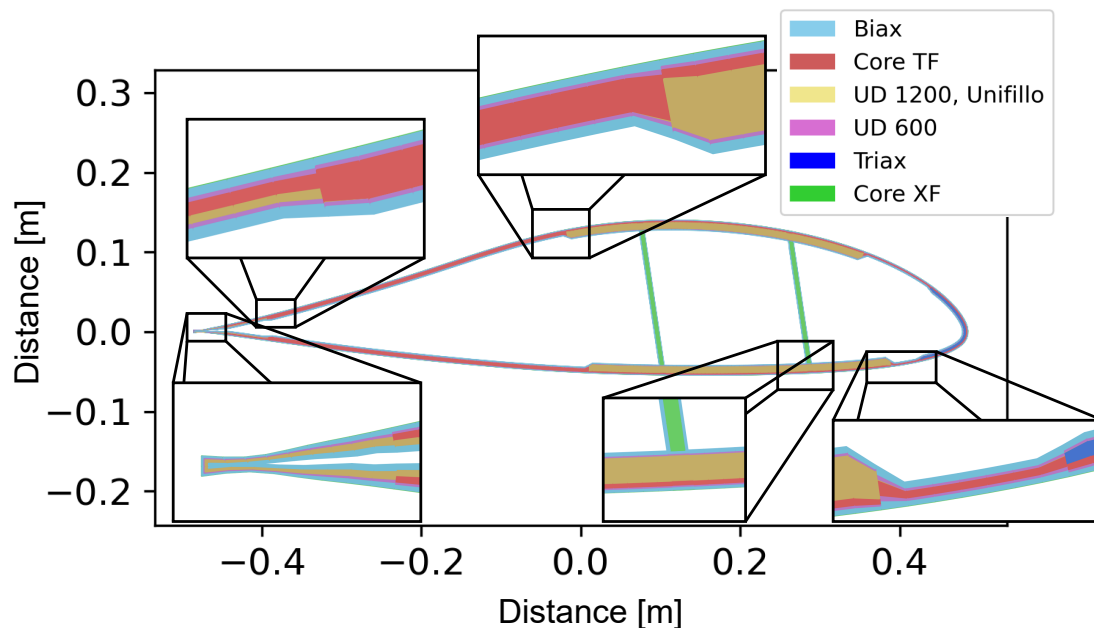 Biax
Core TF
UD 1200, Unifillo
UD 600
Triax
Core XF
0.3
0.2
0.1
0.0
−0.1
−0.2
Distance [m]
−0.4
−0.2
0.0
0.2
0.4
Distance [m]